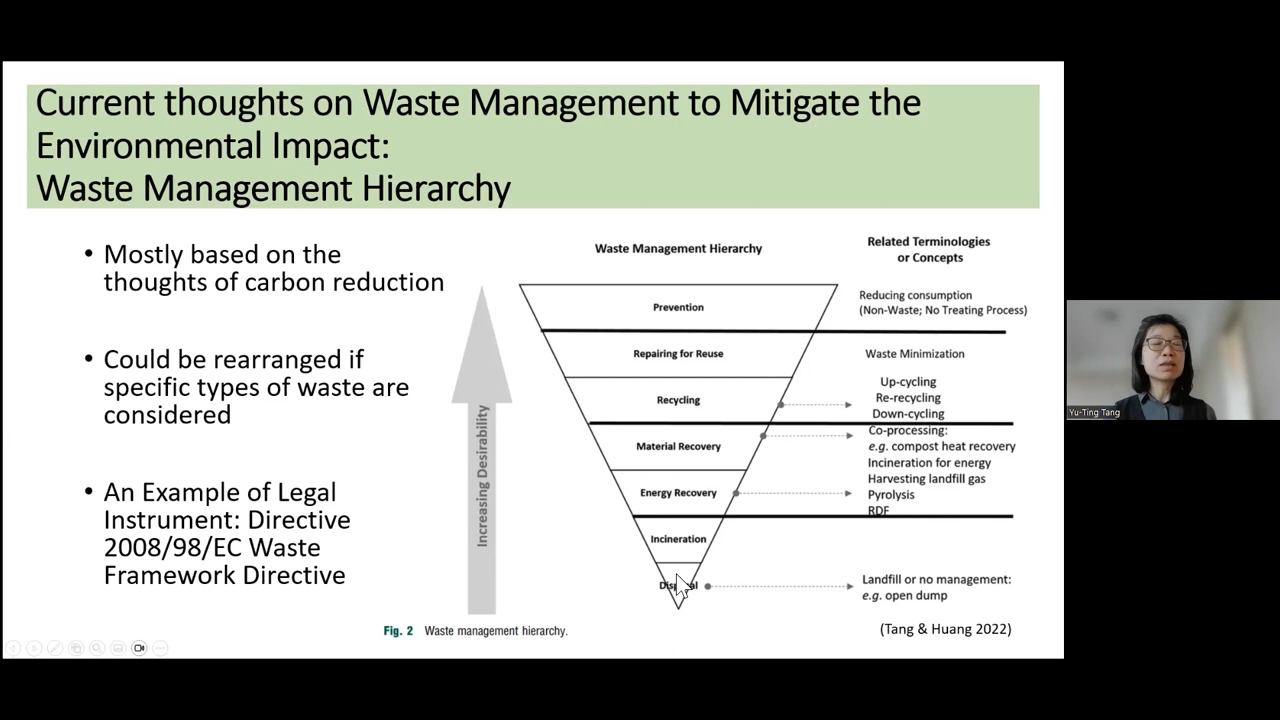 Current thoughts on Waste Management to Mitigate the
Environmental Impact:
Waste Management Hierarchy
• Mostly based on the
thoughts of carbon reduction
• Could be rearranged if
specific types of waste are
considered
• An Example of Legal
Instrument: Directive
2008/98/EC Waste
Framework Directive
Increasing Desirability
Waste Management Hierarchy
Prevention
Repairing for Reuse
Recycling
Material Recovery
Energy Recovery
Incineration
Related Terminologies
or Concepts
Reducing consumption
(Non-Waste; No Treating Process)
Waste Minimization
Up-cycling
Re-recycling
Down-cycling
Co-processing:
e.g. compost heat recovery
Incineration for energy
Harvesting landfill gas
Pyrolysis
RDF
Landfill or no management:
e.g. open dump
Fig. 2 Waste management hierarchy.
(Tang & Huang 2022)
Yu-Ting Tang